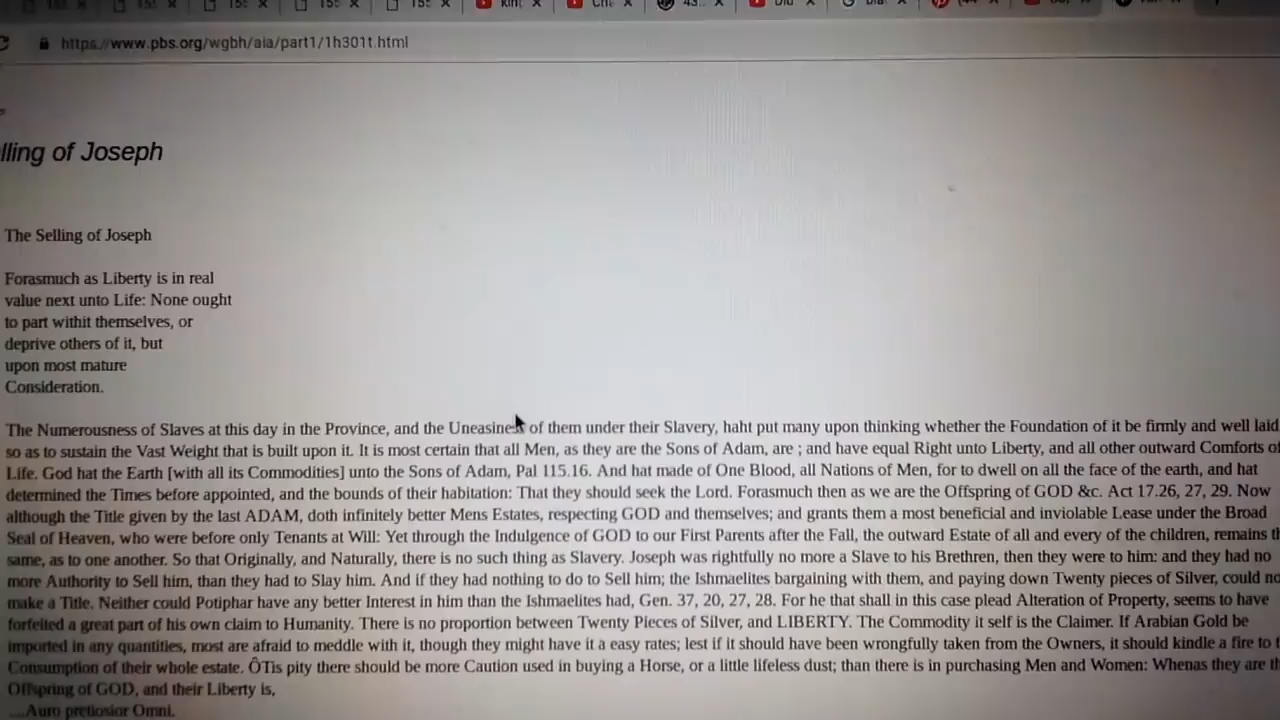 https://www.pbs.org/wgbh/aia/part1/1h301t.html
lling of Joseph
The Selling of Joseph
Forasmuch as Liberty is in real
value next unto Life: None ought
to part withit themselves, or
deprive others of it, but
upon most mature
Consideration.
The Numerousness of Slaves at this day in the Province, and the Uneasiness of them under their Slavery, haht put many upon thinking whether the Foundation of it be firmly and well laid
so as to sustain the Vast Weight that is built upon it. It is most certain that all Men, as they are the Sons of Adam, are ; and have equal Right unto Liberty, and all other outward Comforts of
Life. God hat the Earth [with all its Commodities] unto the Sons of Adam, Pal 115.16. And hat made of One Blood, all Nations of Men, for to dwell on all the face of the earth, and hat
determined the Times before appointed, and the bounds of their habitation: That they should seek the Lord. Forasmuch then as we are the Offspring of GOD &c. Act 17.26, 27, 29. Now
although the Title given by the last ADAM, doth infinitely better Mens Estates, respecting GOD and themselves; and grants them a most beneficial and inviolable Lease under the Broad
Seal of Heaven, who were before only Tenants at Will: Yet through the Indulgence of GOD to our First Parents after the Fall, the outward Estate of all and every of the children, remains th
same, as to one another. So that Originally, and Naturally, there is no such thing as Slavery. Joseph was rightfully no more a Slave to his Brethren, then they were to him: and they had no
more Authority to Sell him, than they had to Slay him. And if they had nothing to do to Sell him; the Ishmaelites bargaining with them, and paying down Twenty pieces of Silver, could no
make a Title. Neither could Potiphar have any better Interest in him than the Ishmaelites had, Gen. 37, 20, 27, 28. For he that shall in this case plead Alteration of Property, seems to have
forfeited a great part of his own claim to Humanity. There is no proportion between Twenty Pieces of Silver, and LIBERTY. The Commodity it self is the Claimer. If Arabian Gold be
imported in any quantities, most are afraid to meddle with it, though they might have it a easy rates; lest if it should have been wrongfully taken from the Owners, it should kindle a fire to t
Consumption of their whole estate. ÔTis pity there should be more Caution used in buying a Horse, or a little lifeless dust; than there is in purchasing Men and Women: Whenas they are th
Offspring of GOD, and their Liberty is,
....Auro pretiosior Omni.